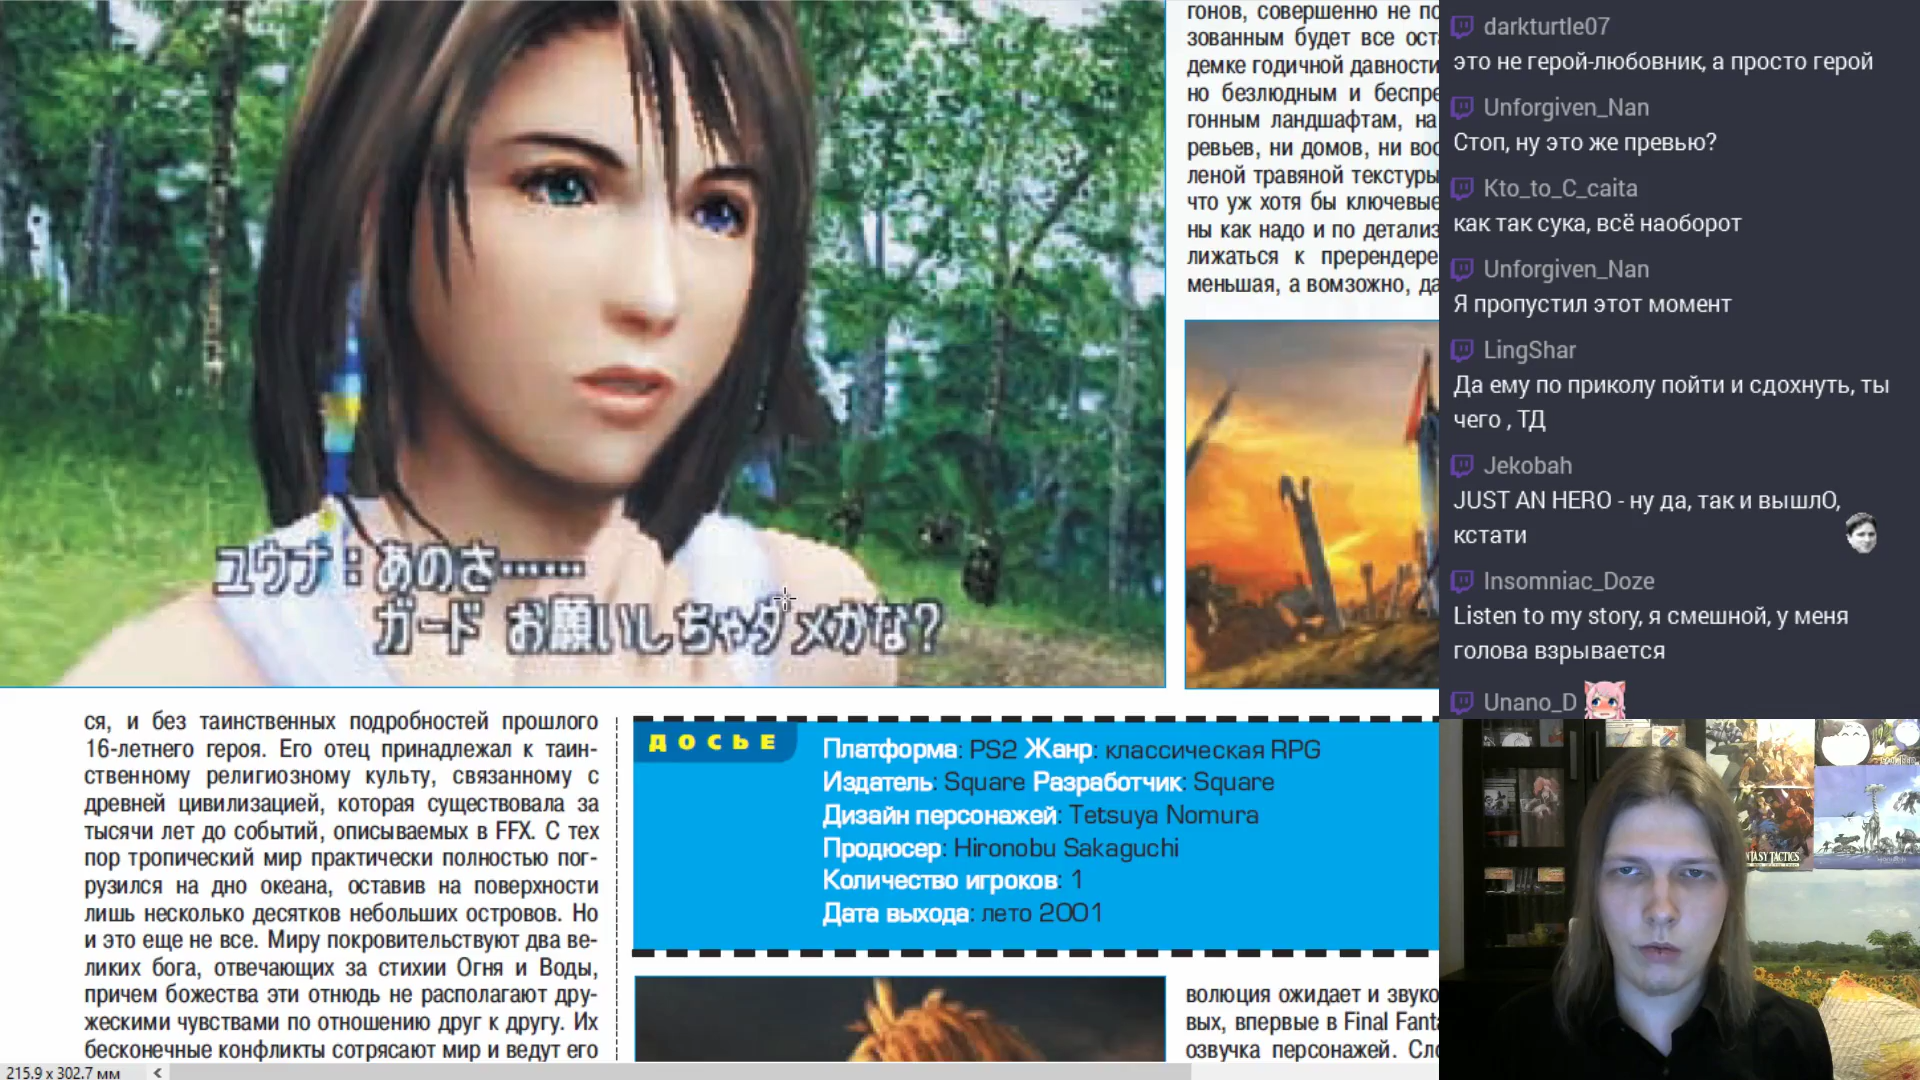 ユウナ：あのさ……
ガード お願いしちゃダメかな？
ся, и без таинственных подробностей прошлого
16-летнего героя. Его отец принадлежал к таин-
ственному религиозному культу, связанному с
древней цивилизацией, которая существовала за
тысячи лет до событий, описываемых в FFX. С тех
пор тропический мир практически полностью пог-
рузился на дно океана, оставив на поверхности
лишь несколько десятков небольших островов. Но
и это еще не все. Миру покровительствуют два ве-
ликих бога, отвечающих за стихии Огня и Воды,
причем божества эти отнюдь не располагают дру-
жескими чувствами по отношению друг к другу. Их
бесконечные конфликты сотрясают мир и ведут его
ДОСЬЕ
Платформа: PS2 Жанр: классическая RPG
Издатель: Square Разработчик: Square
Дизайн персонажей: Tetsuya Nomura
Продюсер: Hironobu Sakaguchi
Количество игроков: 1
Дата выхода: лето 2001
гонов, совершенно не по
зованным будет все ост
демке годичной давности
но безлюдным и беспре
гонным ландшафтам, на
ревьев, ни домов, ни вос
леной травяной текстуры
что уж хотя бы ключевые
ны как надо и по детализ
лижаться к пререндере
меньшая, а вомзожно, да
волюция ожидает и звуко
вых, впервые в Final Fant
озвучка персонажей. Сло
215.9 x 302.7 мм
darkturtle07
это не герой-любовник, а просто герой
Unforgiven_Nan
Стоп, ну это же превью?
Kto_to_C_caita
как так сука, всё наоборот
Unforgiven_Nan
Я пропустил этот момент
LingShar
Да ему по приколу пойти и сдохнуть, ты
чего , ТД
Jekobah
JUST AN HERO - ну да, так и вышлО,
кстати
Insomniac_Doze
Listen to my story, я смешной, у меня
голова взрывается
Unano_D
TACTICS